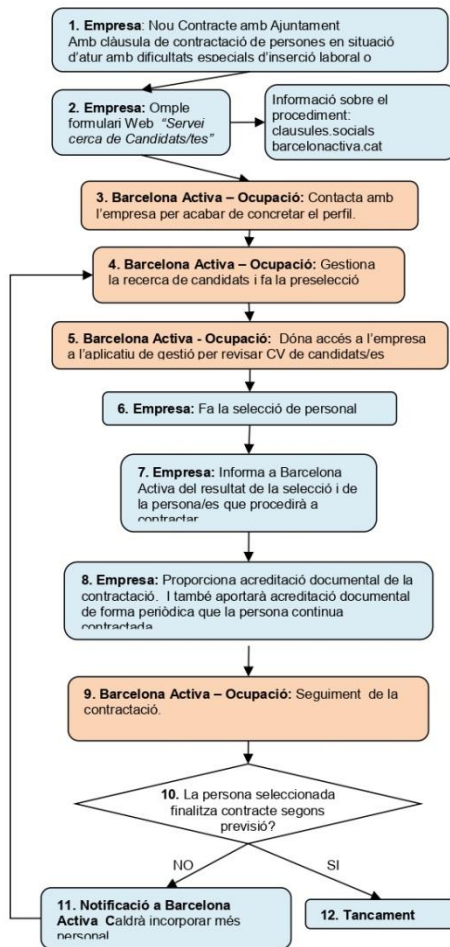 1. Empresa: Nou Contracte amb Ajuntament
Amb clàusula de contractació de persones en situació
d'atur amb dificultats especials d'inserció laboral o
2. Empresa: Omple
formulari Web "Servei
cerca de Candidats/tes"
Informació sobre el
procediment:
clausules.socials
barcelonactiva.cat
3. Barcelona Activa – Ocupació: Contacta amb
l'empresa per acabar de concretar el perfil.
4. Barcelona Activa – Ocupació: Gestiona
la recerca de candidats i fa la preselecció
5. Barcelona Activa - Ocupació: Dóna accés a l'empresa
a l'aplicatiu de gestió per revisar CV de candidats/es
6. Empresa: Fa la selecció de personal
7. Empresa: Informa a Barcelona
Activa del resultat de la selecció i de
la persona/es que procedirà a
contractar
8. Empresa: Proporciona acreditació documental de la
contractació. I també aportarà acreditació documental
de forma periòdica que la persona continua
contractada
9. Barcelona Activa – Ocupació: Seguiment de la
contractació.
10. La persona seleccionada
finalitza contracte segons
previsió?
NO
SI
11. Notificació a Barcelona
Activa Caldrà incorporar més
personal
12. Tancament